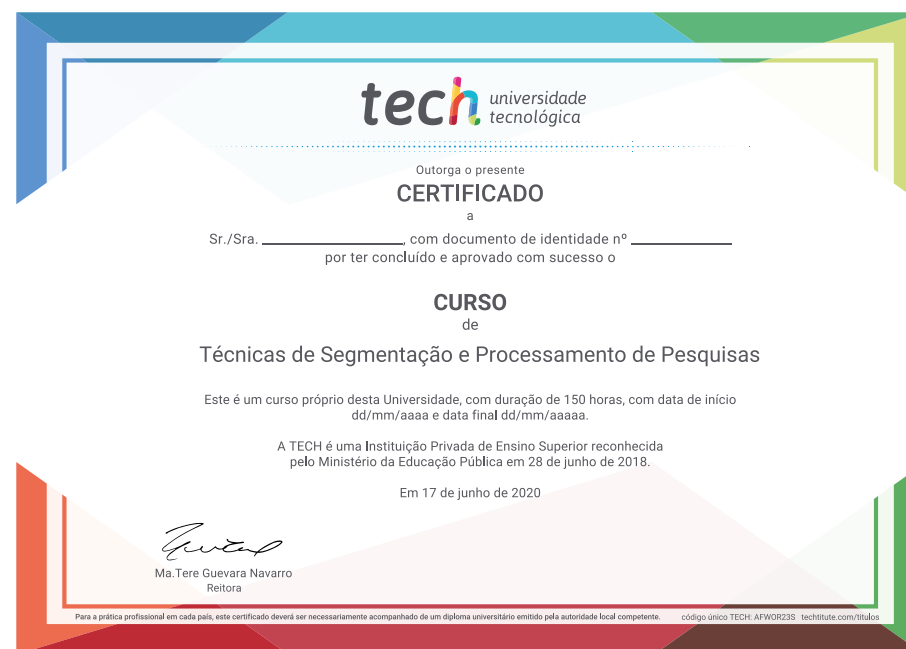 tech universidade
tecnológica
Outorga o presente
CERTIFICADO
a
Sr./Sra. ____________________, com documento de identidade nº ______________
por ter concluído e aprovado com sucesso o
CURSO
de
Técnicas de Segmentação e Processamento de Pesquisas
Este é um curso próprio desta Universidade, com duração de 150 horas, com data de início
dd/mm/aaaa e data final dd/mm/aaaaa.
A TECH é uma Instituição Privada de Ensino Superior reconhecida
pelo Ministério da Educação Pública em 28 de junho de 2018.
Em 17 de junho de 2020
Ma.Tere Guevara Navarro
Reitora
Para a prática profissional em cada país, este certificado deverá ser necessariamente acompanhado de um diploma universitário emitido pela autoridade local competente. código único TECH: AFWOR23S techtitute.com/titulos